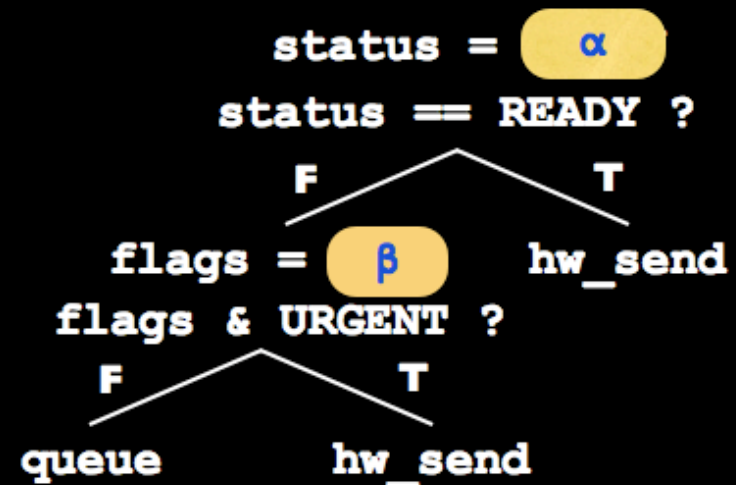 status = α
status == READY ?
F T
flags = β hw_send
flags & URGENT ?
F T
queue hw_send